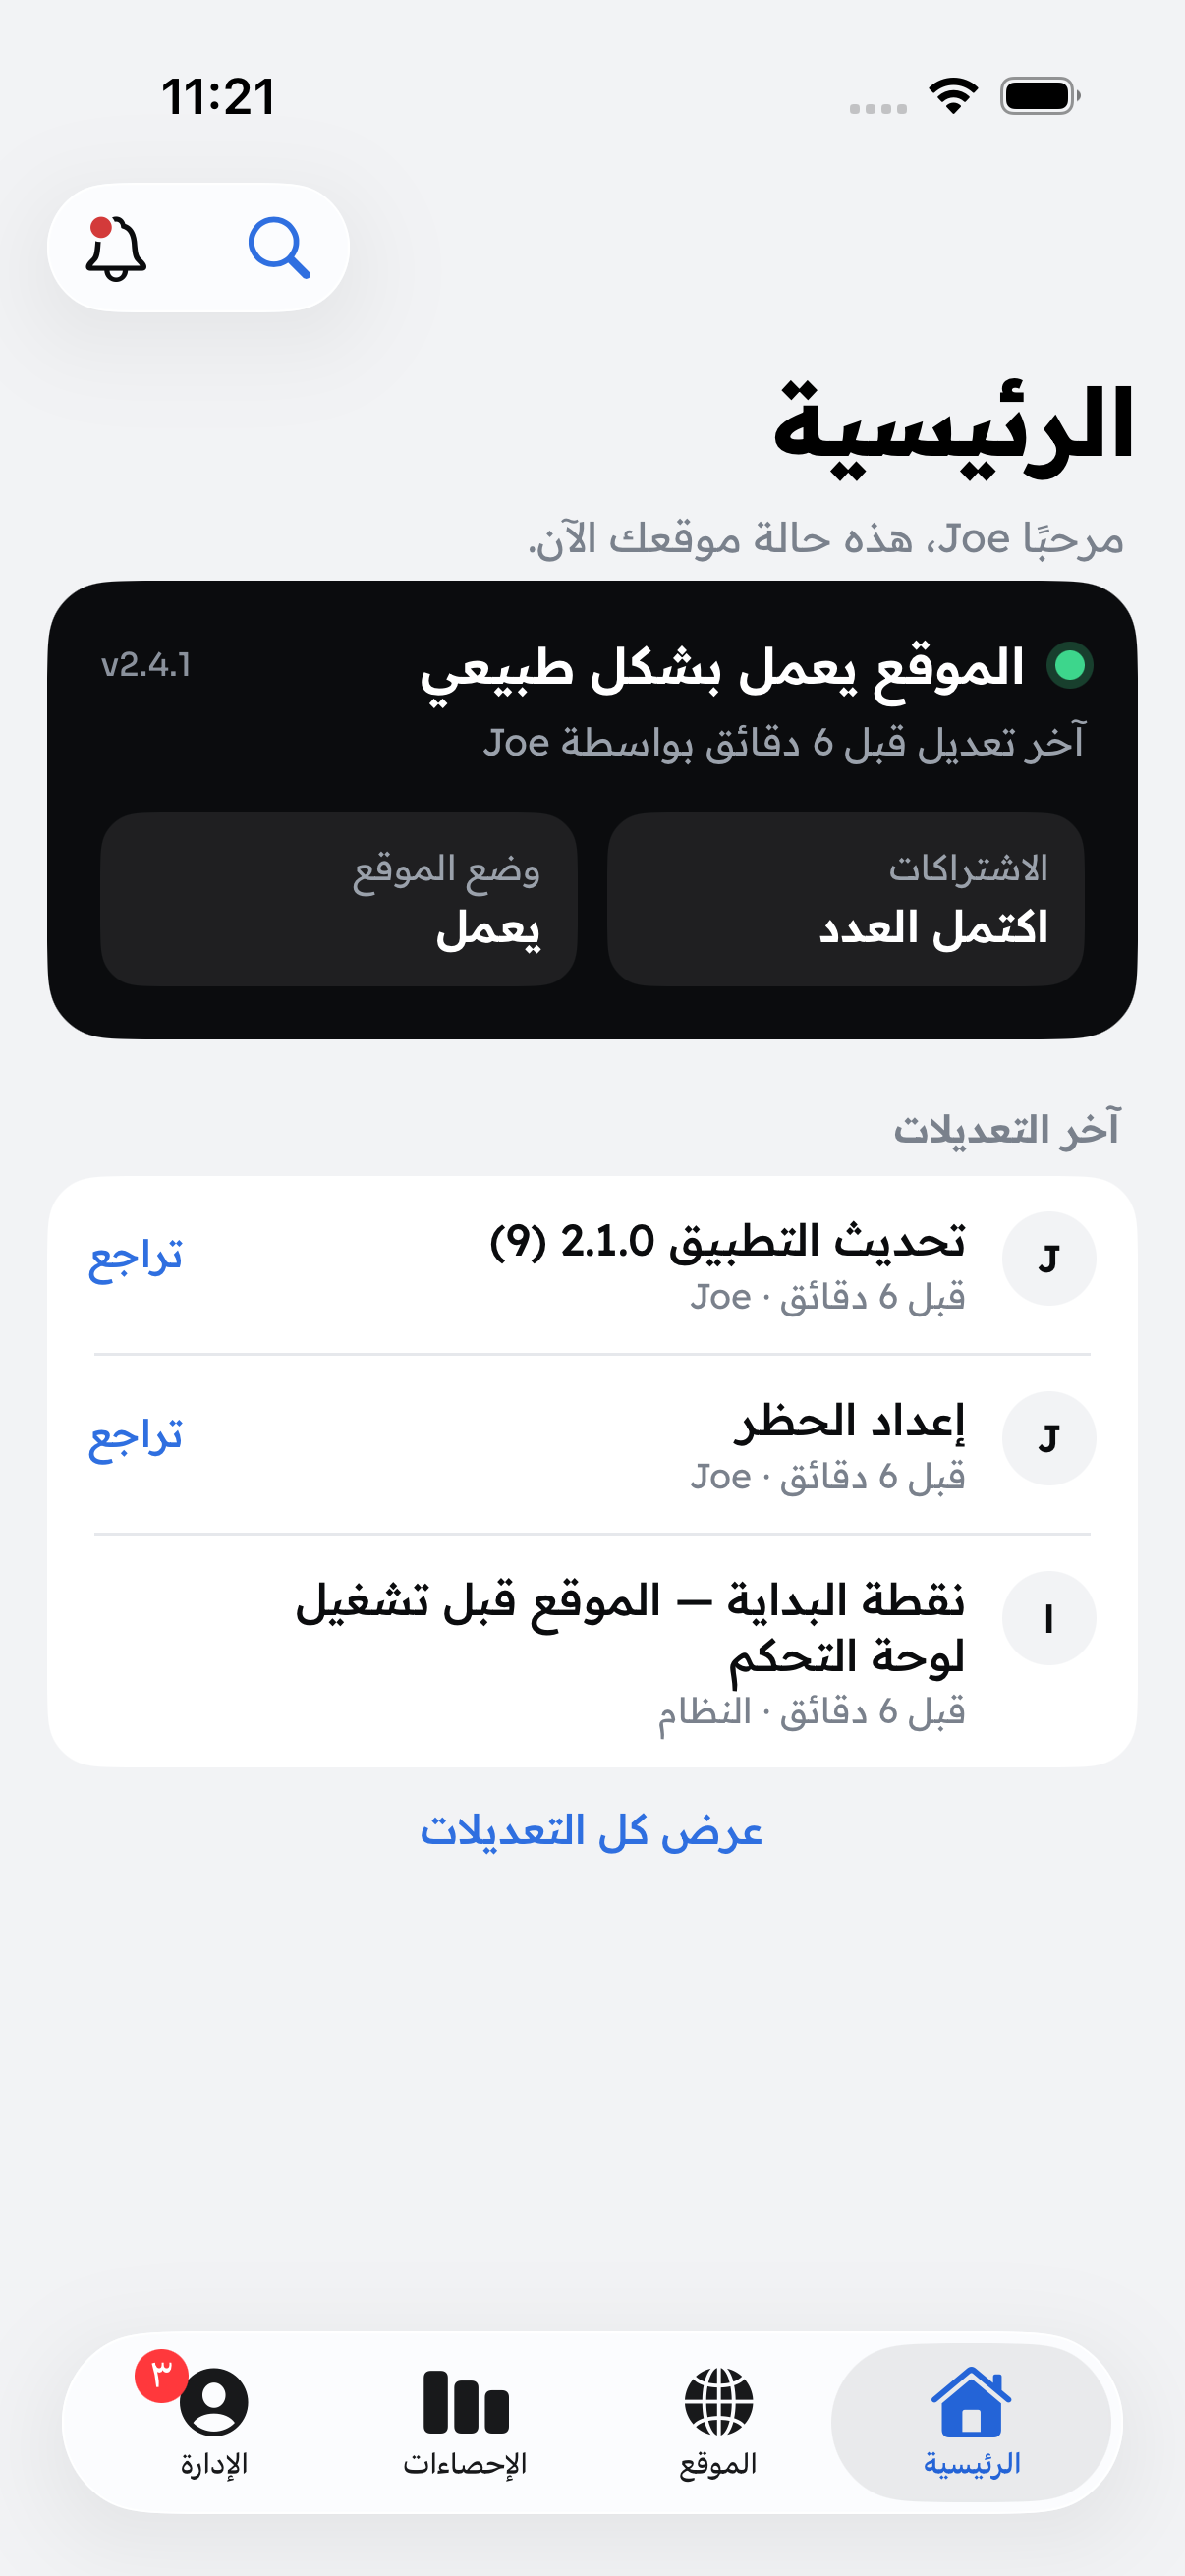 11:21
الرئيسية
مرحبًا Joe، هذه حالة موقعك الآن.
الموقع يعمل بشكل طبيعي
v2.4.1
آخر تعديل قبل 6 دقائق بواسطة Joe
الاشتراكات
اكتمل العدد
وضع الموقع
يعمل
آخر التعديلات
J
تحديث التطبيق 2.1.0 (9)
قبل 6 دقائق · Joe
تراجع
J
إعداد الحظر
قبل 6 دقائق · Joe
تراجع
ا
نقطة البداية — الموقع قبل تشغيل
لوحة التحكم
قبل 6 دقائق · النظام
عرض كل التعديلات
الرئيسية
الموقع
الإحصاءات
الإدارة
٣